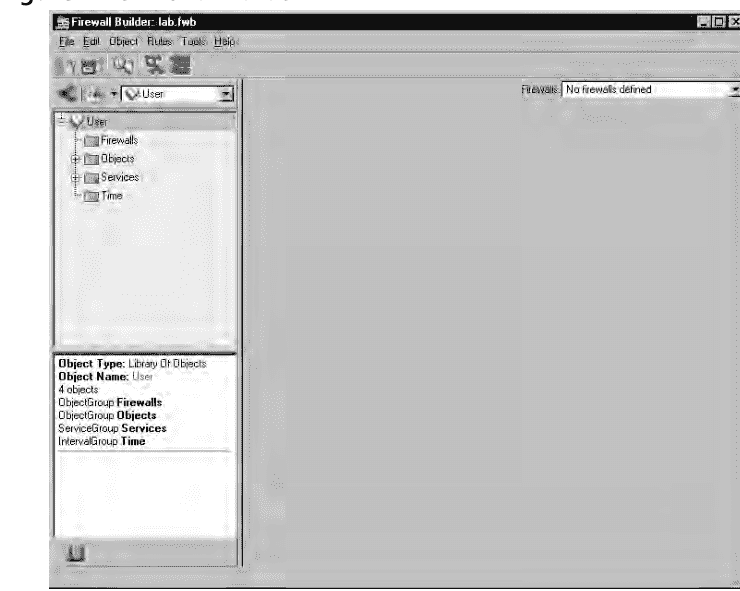 Firewall Builder: lab.fwb
File Edit Object Rules Tools Help
User
Firewalls: No firewalls defined
User
Firewalls
Objects
Services
Time
Object Type: Library Of Objects
Object Name: User
4 objects
ObjectGroup Firewalls
ObjectGroup Objects
ServiceGroup Services
IntervalGroup Time